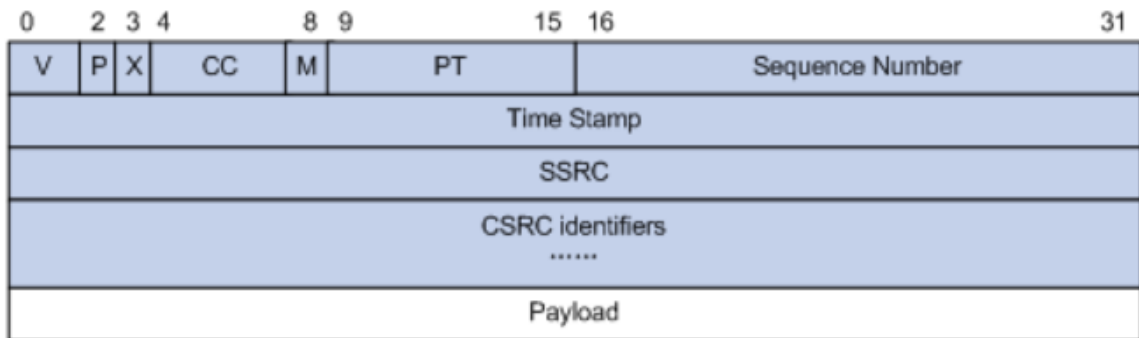 0 2 3 4 8 9 15 16 31
V P X CC M PT Sequence Number
Time Stamp
SSRC
CSRC identifiers
......
Payload